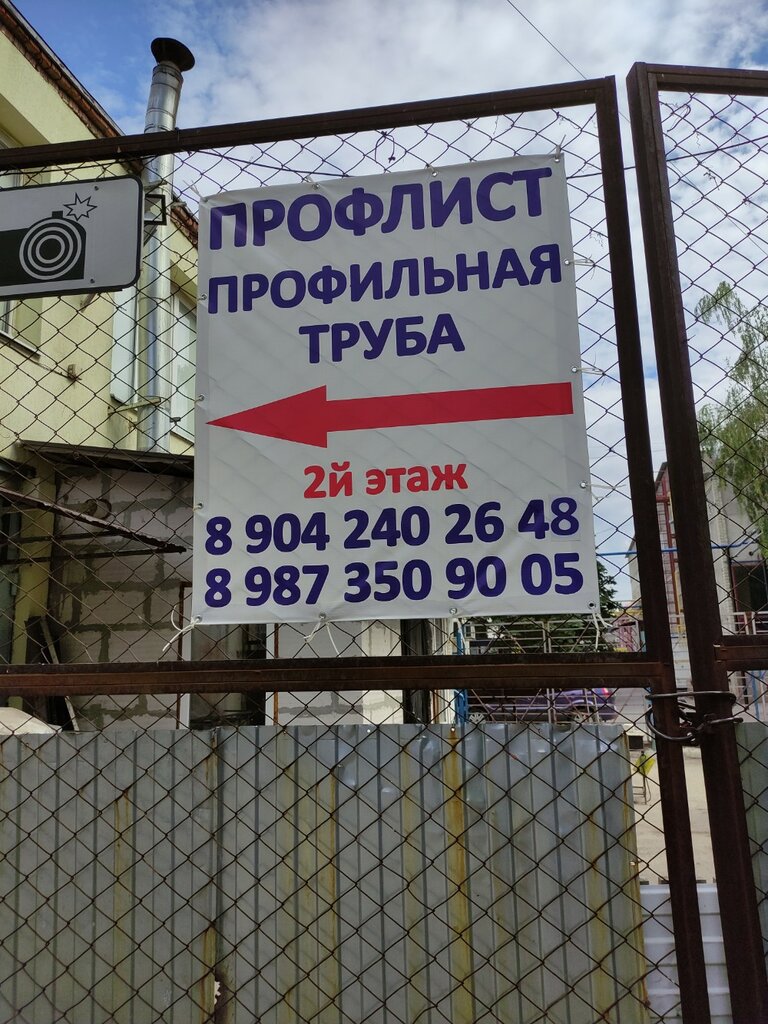 ПРОФЛИСТ
ПРОФИЛЬНАЯ
ТРУБА
2й этаж
8 904 240 26 48
8 987 350 90 05